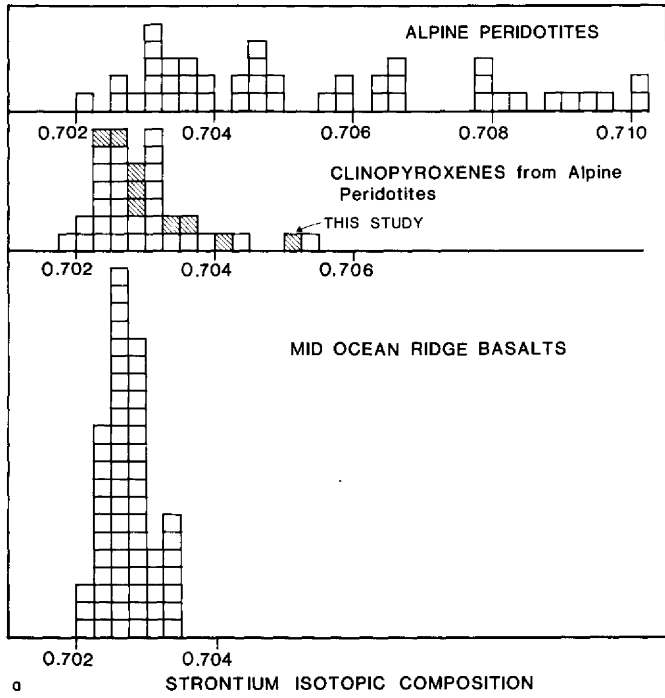 ALPINE PERIDOTITES
0.702 0.704 0.706 0.708 0.710
CLINOPYROXENES from Alpine
Peridotites
THIS STUDY
0.702 0.704 0.706
MID OCEAN RIDGE BASALTS
0.702 0.704
a STRONTIUM ISOTOPIC COMPOSITION